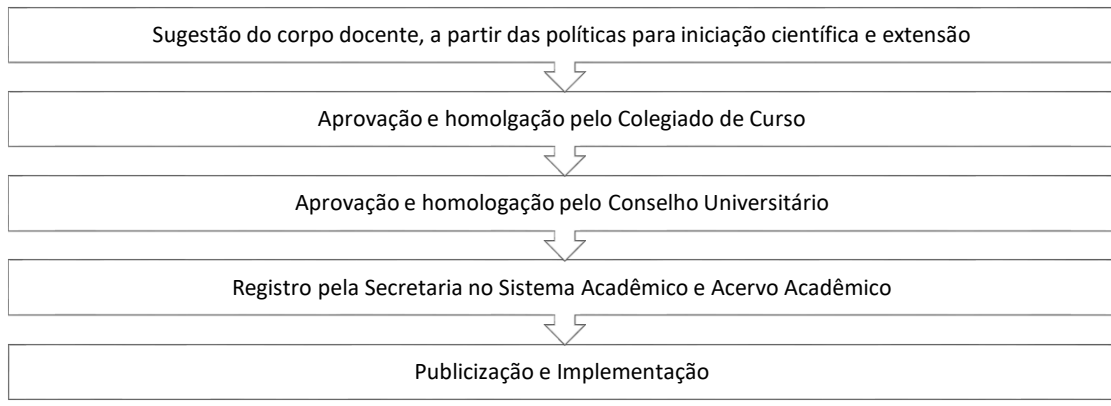 Sugestão do corpo docente, a partir das políticas para iniciação científica e extensão
Aprovação e homolgação pelo Colegiado de Curso
Aprovação e homologação pelo Conselho Universitário
Registro pela Secretaria no Sistema Acadêmico e Acervo Acadêmico
Publicização e Implementação